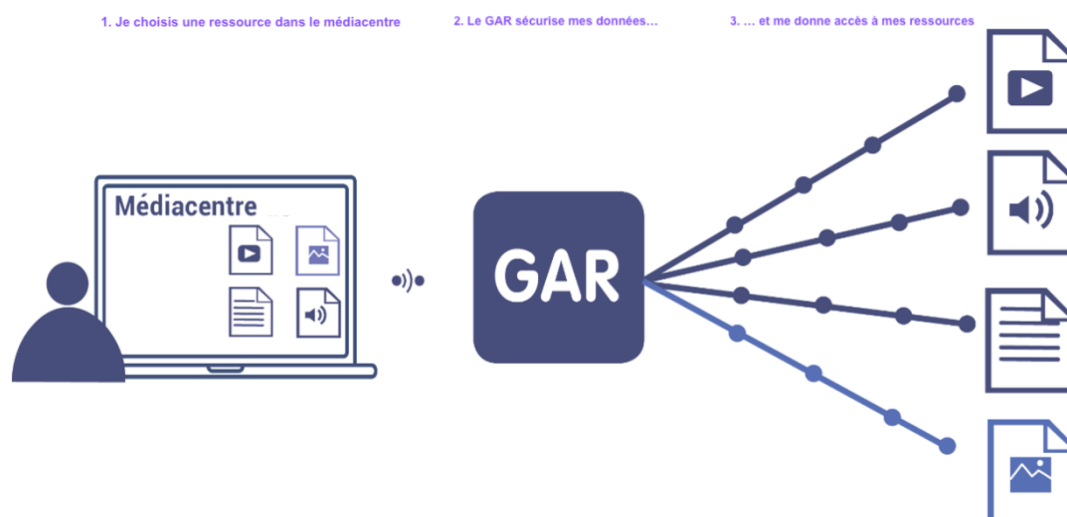 1. Je choisis une ressource dans le médiacentre
2. Le GAR sécurise mes données…
3. … et me donne accès à mes ressources
Médiacentre
GAR